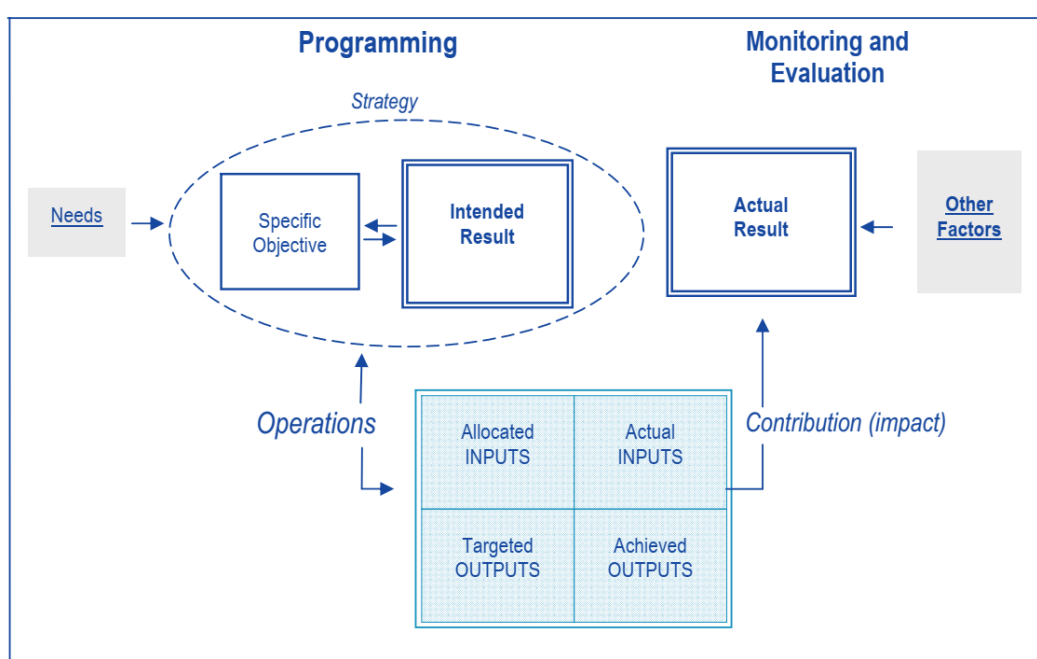 Programming
Monitoring and
Evaluation
Strategy
Needs
Specific
Objective
Intended
Result
Actual
Result
Other
Factors
Operations
Allocated
INPUTS
Actual
INPUTS
Contribution (impact)
Targeted
OUTPUTS
Achieved
OUTPUTS